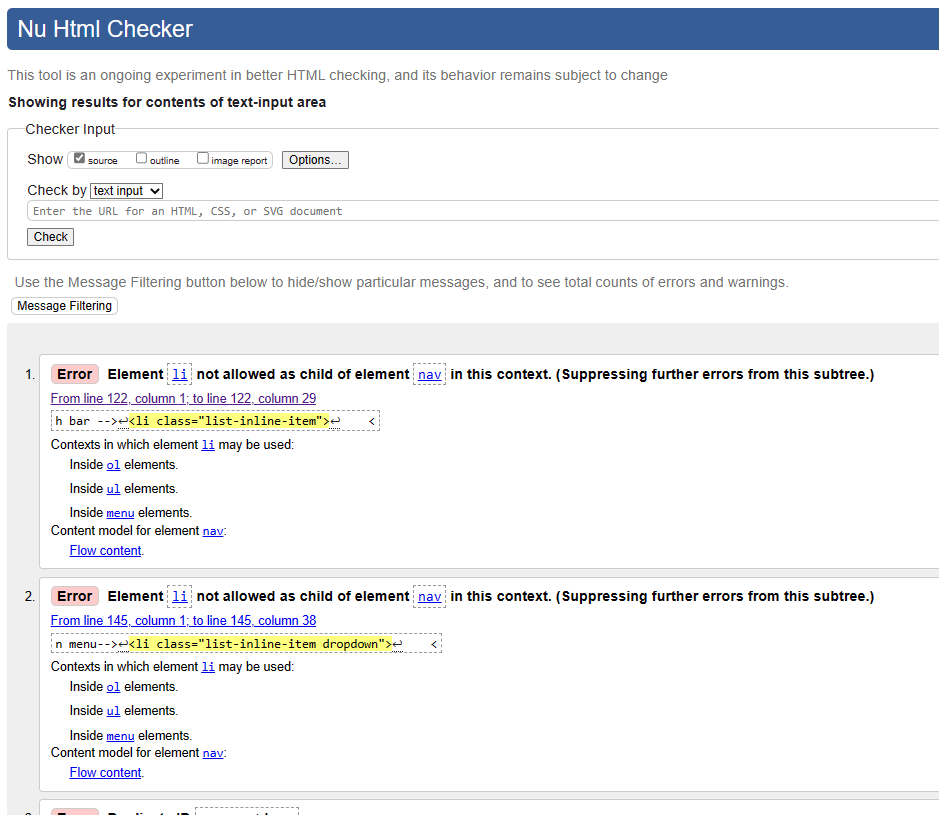 Nu Html Checker
This tool is an ongoing experiment in better HTML checking, and its behavior remains subject to change
Showing results for contents of text-input area
Checker Input
Show source outline image report Options...
Check by text input
Enter the URL for an HTML, CSS, or SVG document
Check
Use the Message Filtering button below to hide/show particular messages, and to see total counts of errors and warnings.
Message Filtering
1. Error Element li not allowed as child of element nav in this context. (Suppressing further errors from this subtree.)
From line 122, column 1; to line 122, column 29
h bar -->↩<li class="list-inline-item">↩ <
Contexts in which element li may be used:
Inside ol elements.
Inside ul elements.
Inside menu elements.
Content model for element nav:
Flow content.
2. Error Element li not allowed as child of element nav in this context. (Suppressing further errors from this subtree.)
From line 145, column 1; to line 145, column 38
n menu-->↩<li class="list-inline-item dropdown">↩ <
Contexts in which element li may be used:
Inside ol elements.
Inside ul elements.
Inside menu elements.
Content model for element nav:
Flow content.